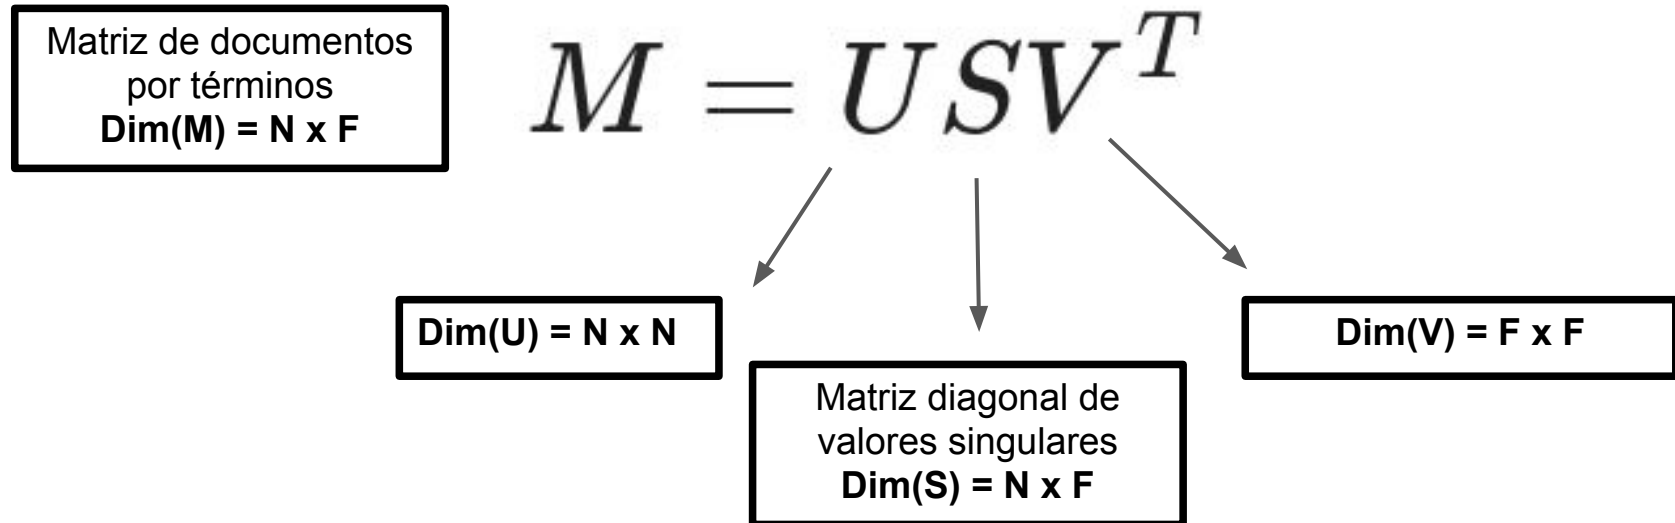 Matriz de documentos
por términos
Dim(M) = N x F
M = USV^T
Dim(U) = N x N
Matriz diagonal de
valores singulares
Dim(S) = N x F
Dim(V) = F x F